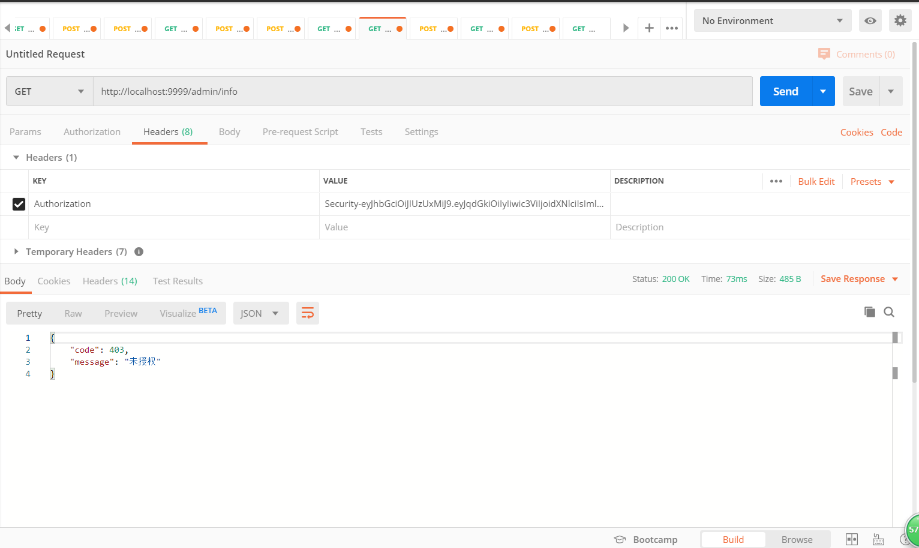 GET ...
POST ...
POST ...
GET ...
POST ...
POST ...
GET ...
GET ...
POST ...
GET ...
POST ...
GET ...
No Environment
Untitled Request
Comments (0)
GET
http://localhost:9999/admin/info
Send
Save
Params Authorization Headers (8) Body Pre-request Script Tests Settings
Cookies Code
Headers (1)
KEY VALUE DESCRIPTION
Bulk Edit Presets
Authorization
Key Value Description
Temporary Headers (7)
Body Cookies Headers (14) Test Results
Status: 200 OK Time: 73ms Size: 485 B Save Response
Pretty Raw Preview Visualize BETA JSON
1 {
2 "code": 403,
3 "message": "未授权"
4 }
Bootcamp Build Browse